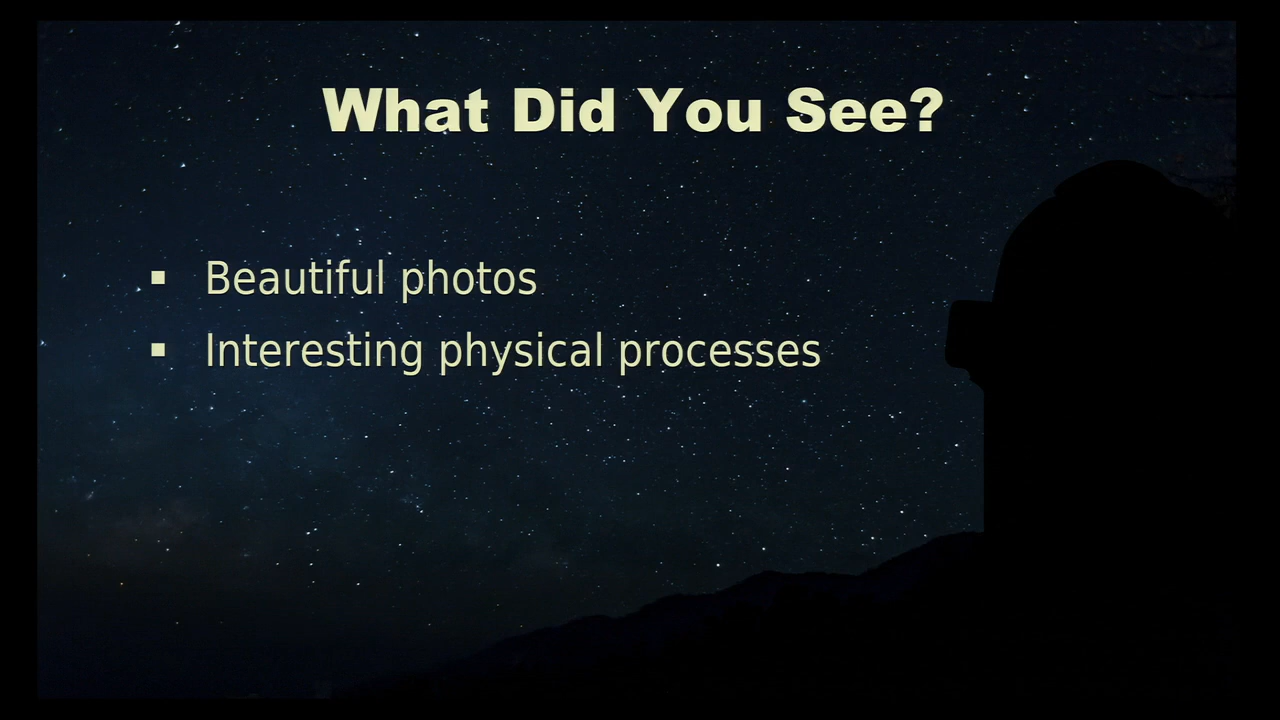 What Did You See?
Beautiful photos
Interesting physical processes